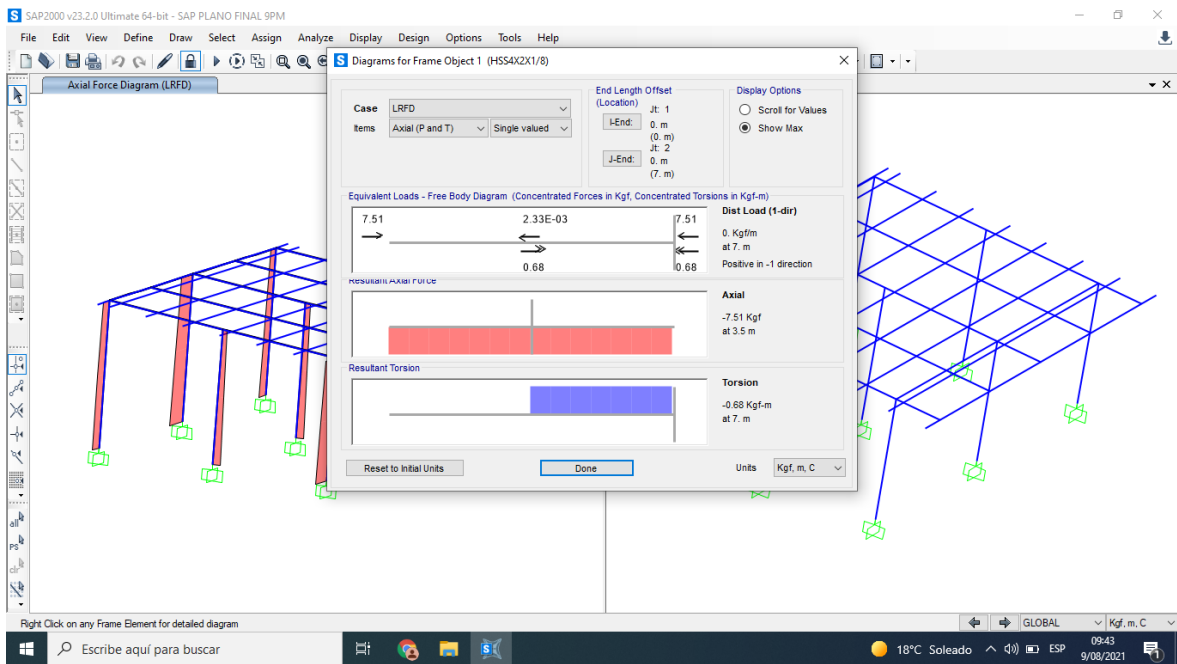 SAP2000 v23.2.0 Ultimate 64-bit - SAP PLANO FINAL 9PM
File Edit View Define Draw Select Assign Analyze Display Design Options Tools Help
Axial Force Diagram (LRFD)
Diagrams for Frame Object 1 (HSS4X2X1/8)
Case LRFD
Items Axial (P and T) Single valued
End Length Offset
(Location)
Jt: 1
I-End: 0. m
(0. m)
Jt: 2
J-End: 0. m
(7. m)
Display Options
Scroll for Values
Show Max
Equivalent Loads - Free Body Diagram (Concentrated Forces in Kgf, Concentrated Torsions in Kgf-m)
7.51 2.33E-03 7.51
0.68 0.68
Dist Load (1-dir)
0. Kgf/m
at 7. m
Positive in -1 direction
Resultant Axial Force
Axial
-7.51 Kgf
at 3.5 m
Resultant Torsion
Torsion
-0.68 Kgf-m
at 7. m
Reset to Initial Units Done Units Kgf, m, C
all
PS
clr
Right Click on any Frame Element for detailed diagram
GLOBAL Kgf, m, C
Escribe aquí para buscar
18°C Soleado ESP
09:43
9/08/2021